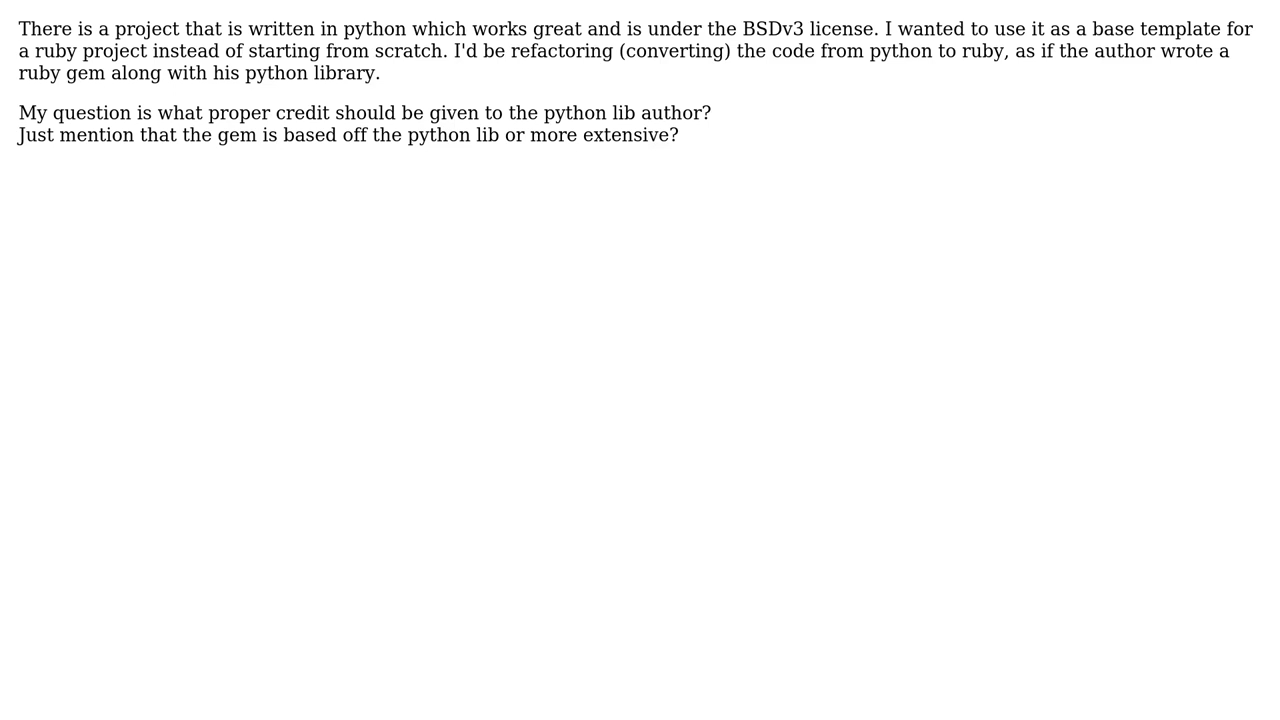 There is a project that is written in python which works great and is under the BSDv3 license. I wanted to use it as a base template for
a ruby project instead of starting from scratch. I'd be refactoring (converting) the code from python to ruby, as if the author wrote a
ruby gem along with his python library.
My question is what proper credit should be given to the python lib author?
Just mention that the gem is based off the python lib or more extensive?